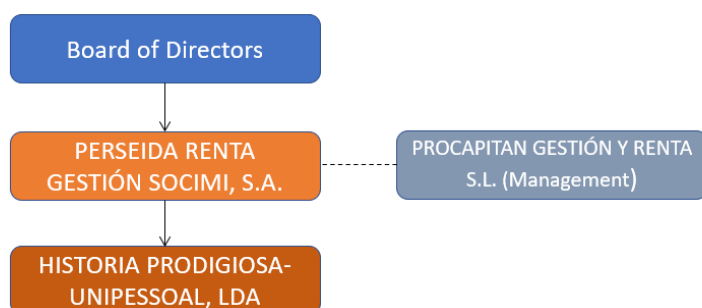 Board of Directors
PERSEIDA RENTA
GESTIÓN SOCIMI, S.A.
PROCAPITAN GESTIÓN Y RENTA
S.L. (Management)
HISTORIA PRODIGIOSA-
UNIPESSOAL, LDA